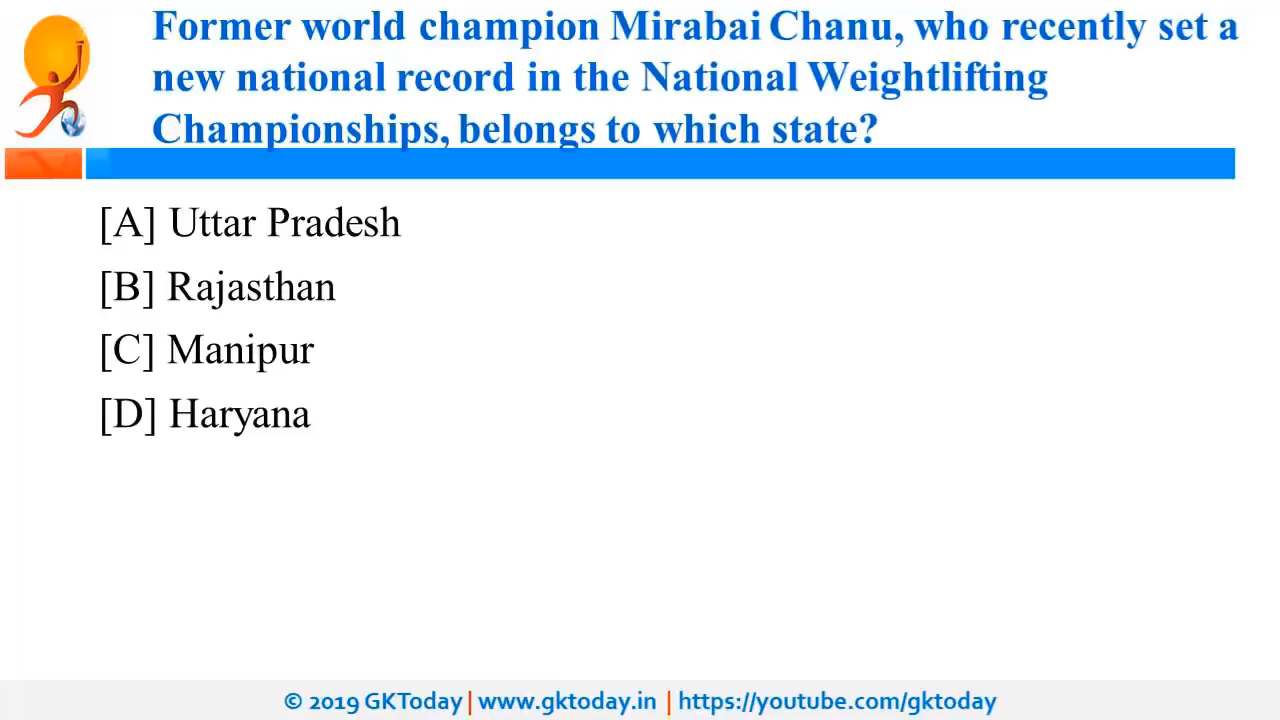 Former world champion Mirabai Chanu, who recently set a
new national record in the National Weightlifting
Championships, belongs to which state?
[A] Uttar Pradesh
[B] Rajasthan
[C] Manipur
[D] Haryana
© 2019 GKToday | www.gktoday.in | https://youtube.com/gktoday